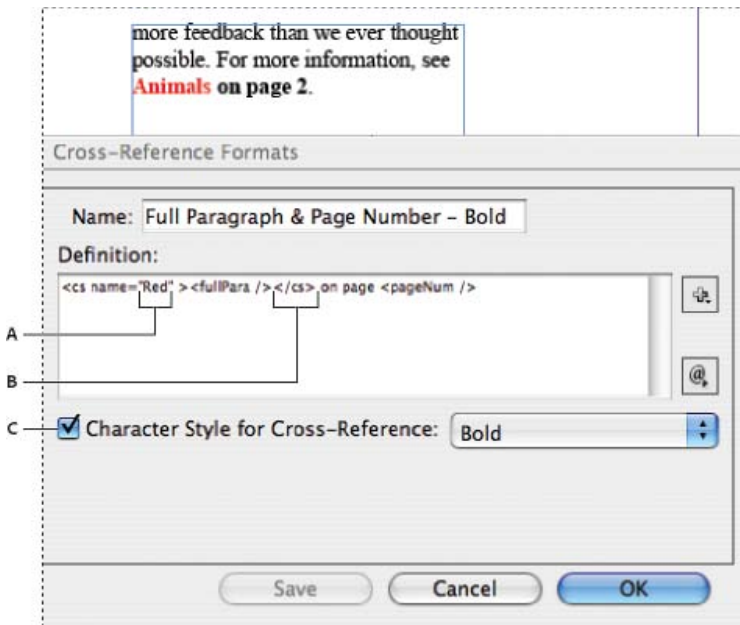 more feedback than we ever thought
possible. For more information, see
Animals on page 2.
Cross-Reference Formats
Name: Full Paragraph & Page Number – Bold
Definition:
<cs name="Red" ><fullPara /></cs> on page <pageNum />
A
B
C
Character Style for Cross-Reference: Bold
Save Cancel OK